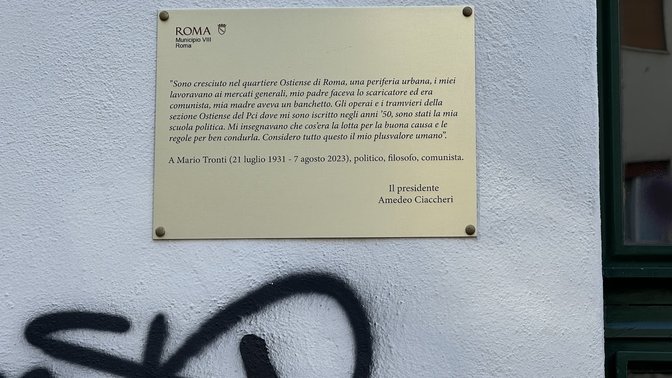 ROMA
Municipio VIII
Roma
"Sono cresciuto nel quartiere Ostiense di Roma, una periferia urbana, i miei
lavoravano ai mercati generali, mio padre faceva lo scaricatore ed era
comunista, mia madre aveva un banchetto. Gli operai e i tramvieri della
sezione Ostiense del Pci dove mi sono iscritto negli anni '50, sono stati la mia
scuola politica. Mi insegnavano che cos'era la lotta per la buona causa e le
regole per ben condurla. Considero tutto questo il mio plusvalore umano".
A Mario Tronti (21 luglio 1931 - 7 agosto 2023), politico, filosofo, comunista.
Il presidente
Amedeo Ciaccheri